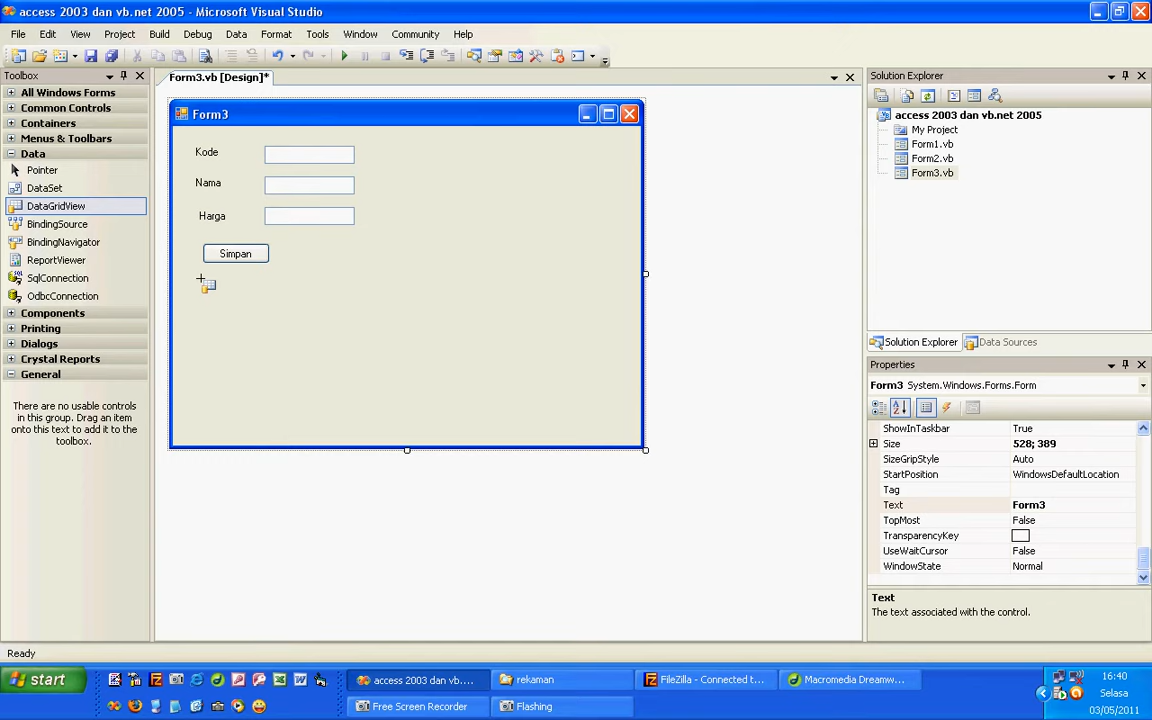 access 2003 dan vb.net 2005 - Microsoft Visual Studio
File Edit View Project Build Debug Data Format Tools Window Community Help
Toolbox
All Windows Forms
Common Controls
Containers
Menus & Toolbars
Data
Pointer
DataSet
DataGridView
BindingSource
BindingNavigator
ReportViewer
SqlConnection
OdbcConnection
Components
Printing
Dialogs
Crystal Reports
General
There are no usable controls
in this group. Drag an item
onto this text to add it to the
toolbox.
Form3.vb [Design]*
Form3
Kode
Nama
Harga
Simpan
Solution Explorer
access 2003 dan vb.net 2005
My Project
Form1.vb
Form2.vb
Form3.vb
Solution Explorer Data Sources
Properties
Form3 System.Windows.Forms.Form
ShowInTaskbar True
Size 528; 389
SizeGripStyle Auto
StartPosition WindowsDefaultLocation
Tag
Text Form3
TopMost False
TransparencyKey
UseWaitCursor False
WindowState Normal
Text
The text associated with the control.
Ready
start
access 2003 dan vb....
rekaman
FileZilla - Connected t...
Macromedia Dreamw...
Free Screen Recorder
Flashing
16:40
Selasa
03/05/2011